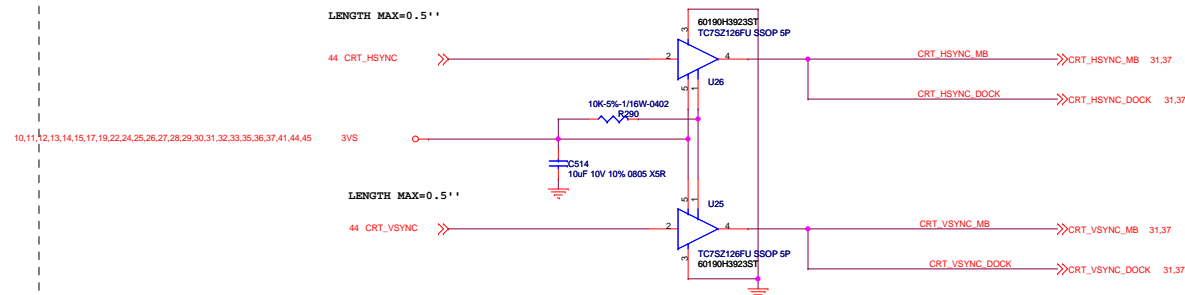 LENGTH MAX=0.5''
60190H3923ST
TC7SZ126FU SSOP 5P
3
44 CRT_HSYNC
2
4
CRT_HSYNC_MB
CRT_HSYNC_MB 31,37
U26
5
1
CRT_HSYNC_DOCK
CRT_HSYNC_DOCK 31,37
10K-5%-1/16W-0402
R290
10,11,12,13,14,15,17,19,22,24,25,26,27,28,29,30,31,32,33,35,36,37,41,44,45
3VS
C514
10uF 10V 10% 0805 X5R
LENGTH MAX=0.5''
5
1
U25
44 CRT_VSYNC
2
4
CRT_VSYNC_MB
CRT_VSYNC_MB 31,37
3
TC7SZ126FU SSOP 5P
60190H3923ST
CRT_VSYNC_DOCK
CRT_VSYNC_DOCK 31,37